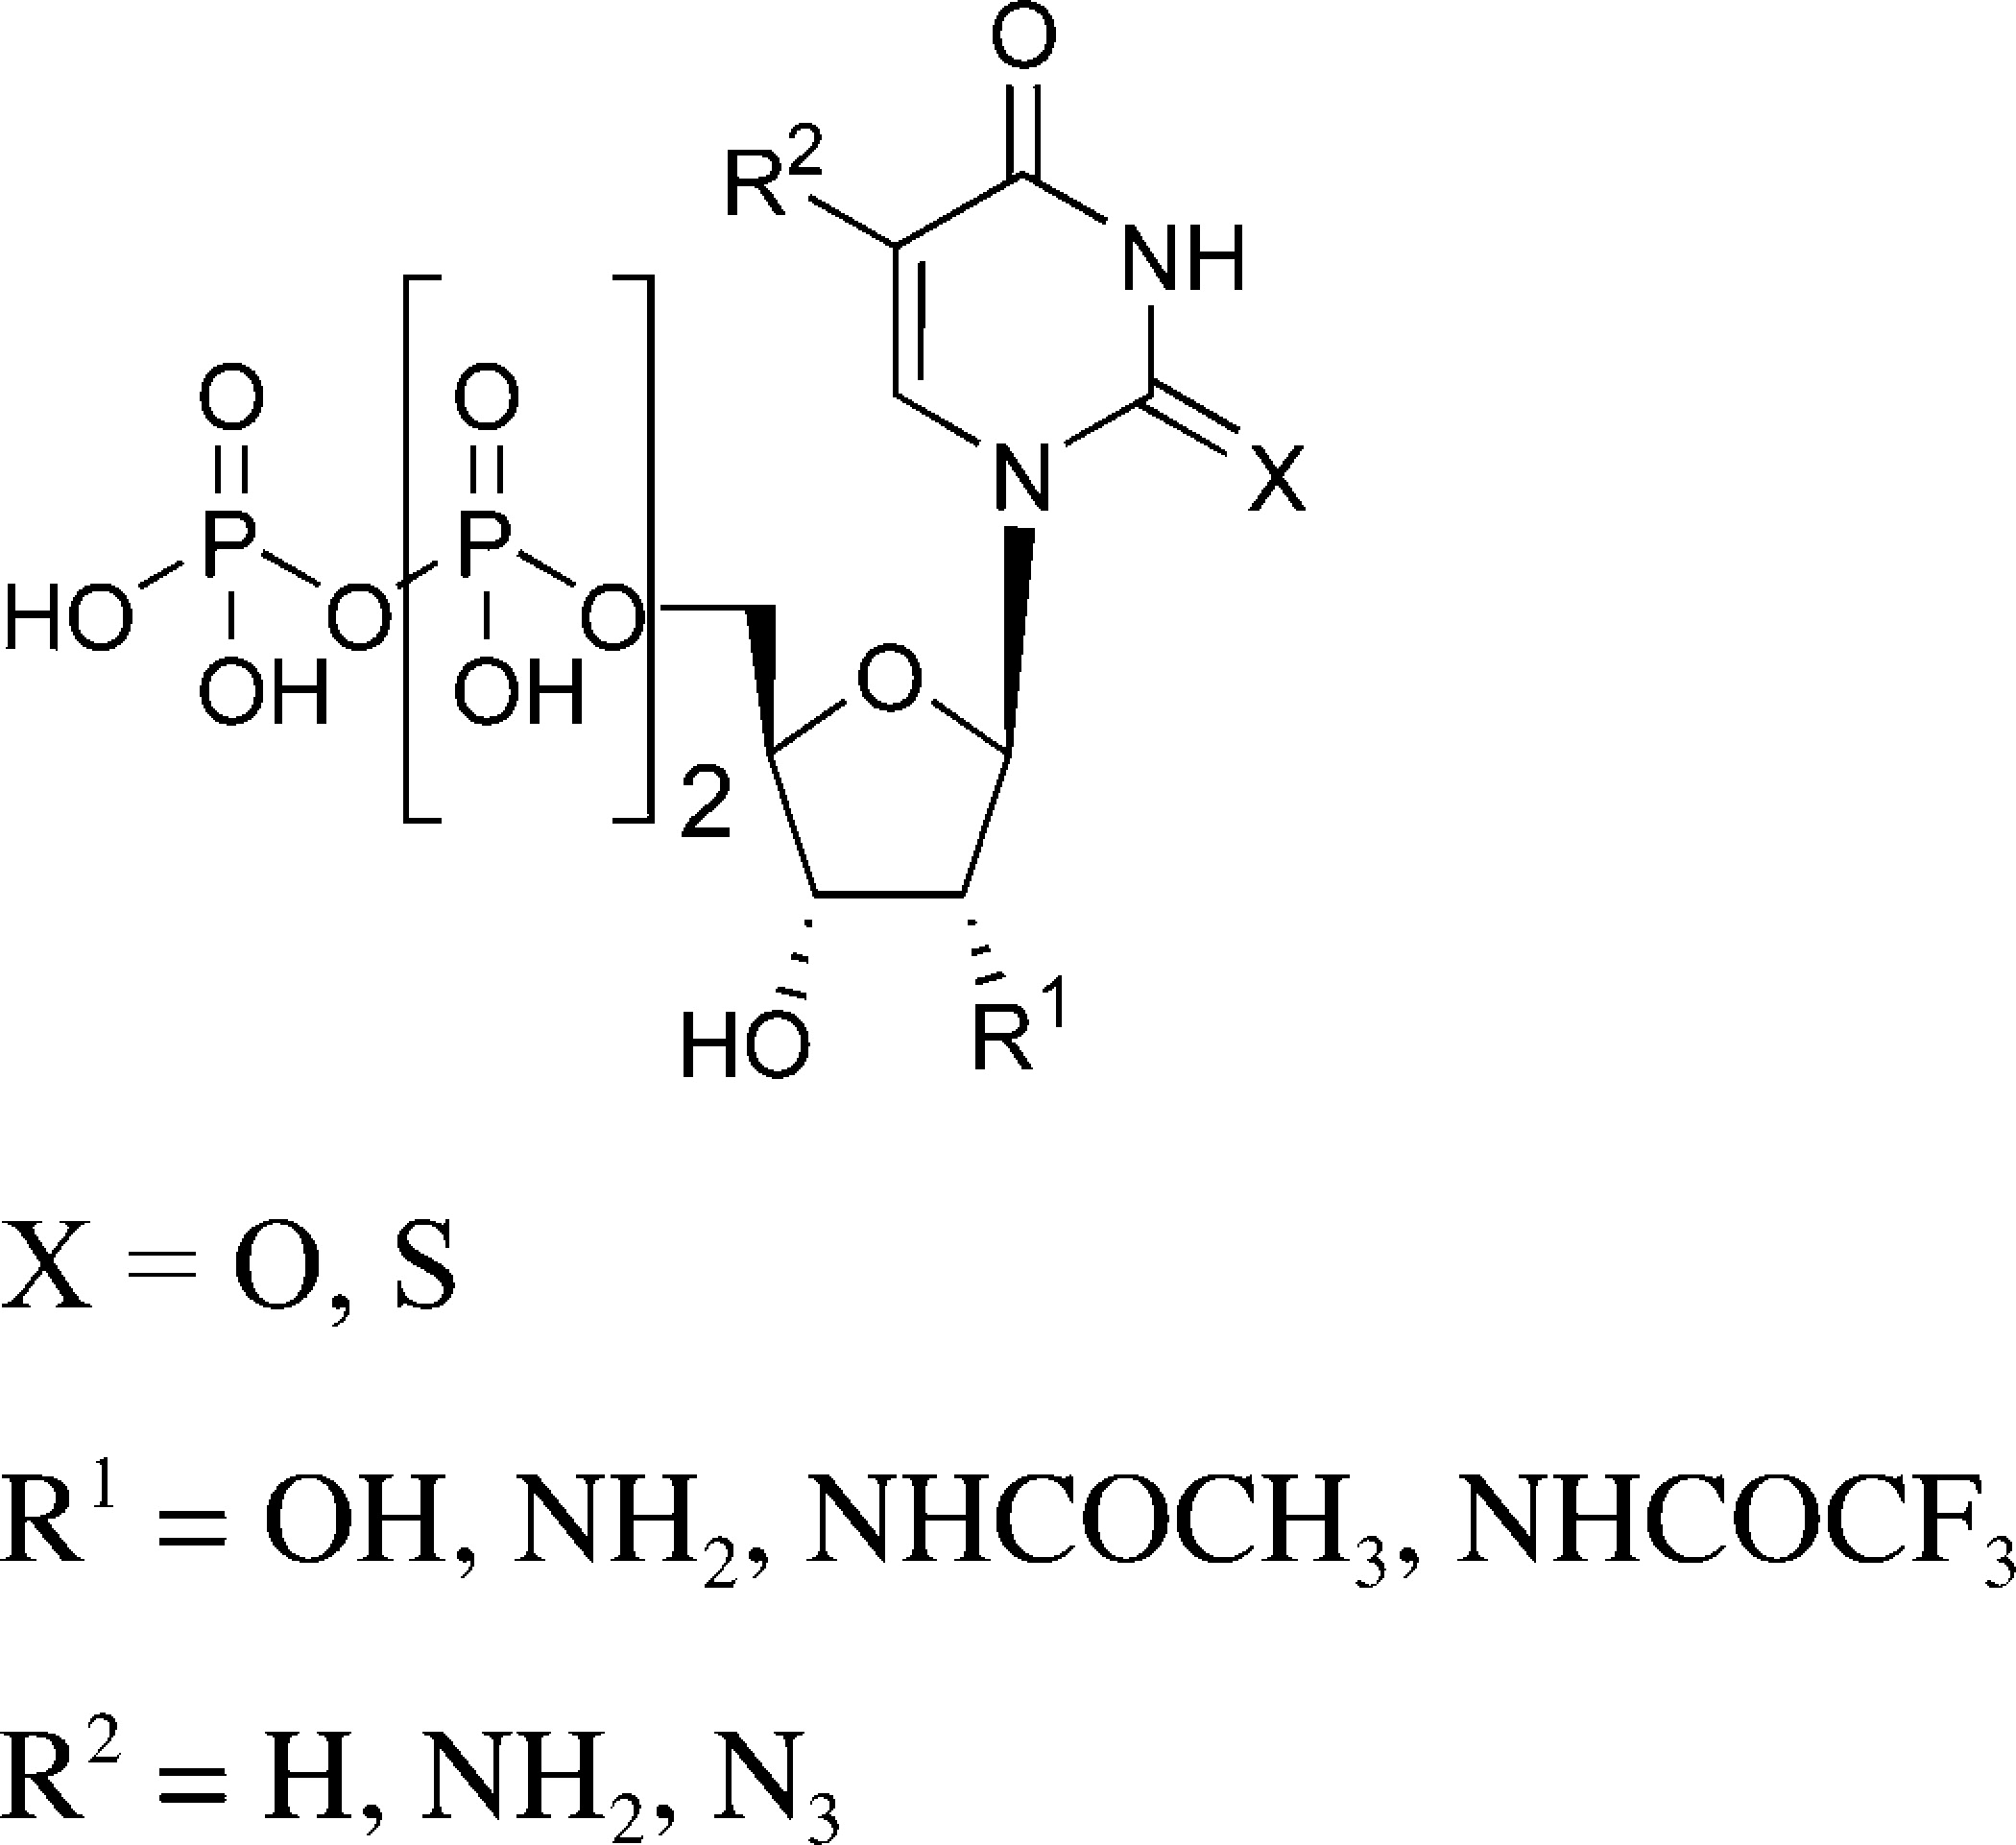 O
R²
NH
O O
P P
HO O O
OH OH
N X
O
2
HO R¹
X = O, S
R¹ = OH, NH₂, NHCOCH₃, NHCOCF₃
R² = H, NH₂, N₃